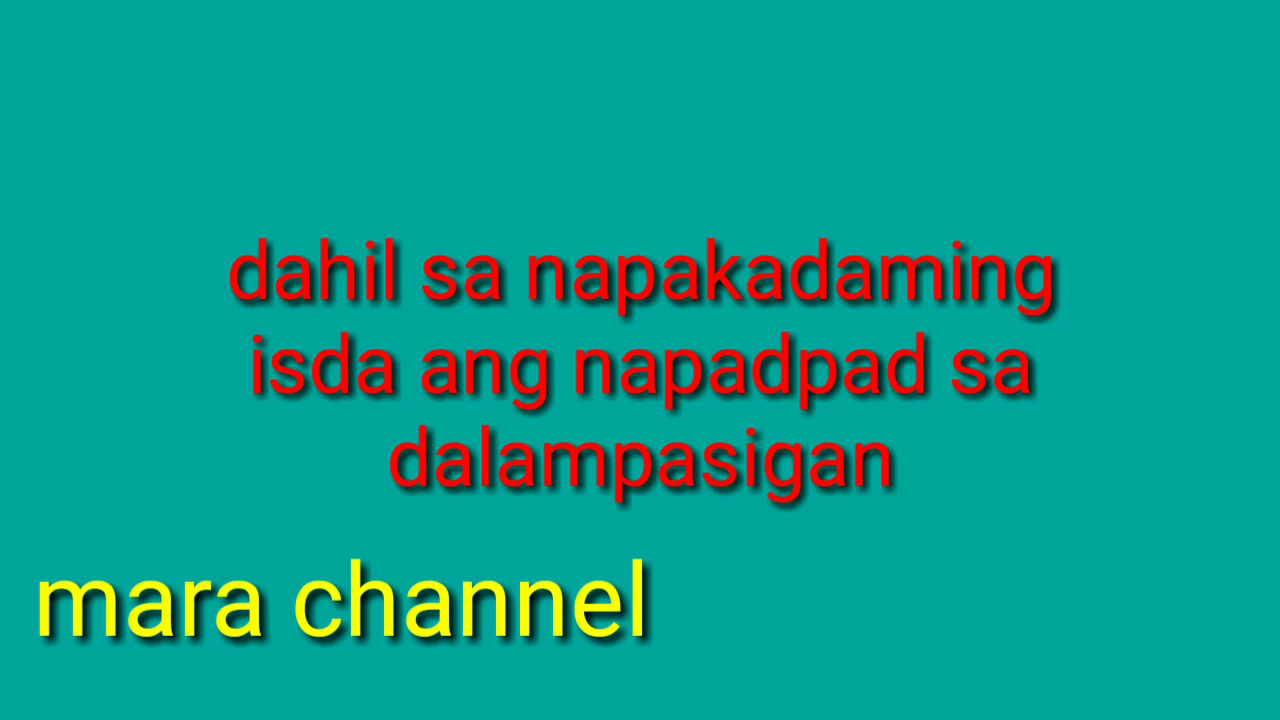 dahil sa napakadaming
isda ang napadpad sa
dalampasigan
mara channel